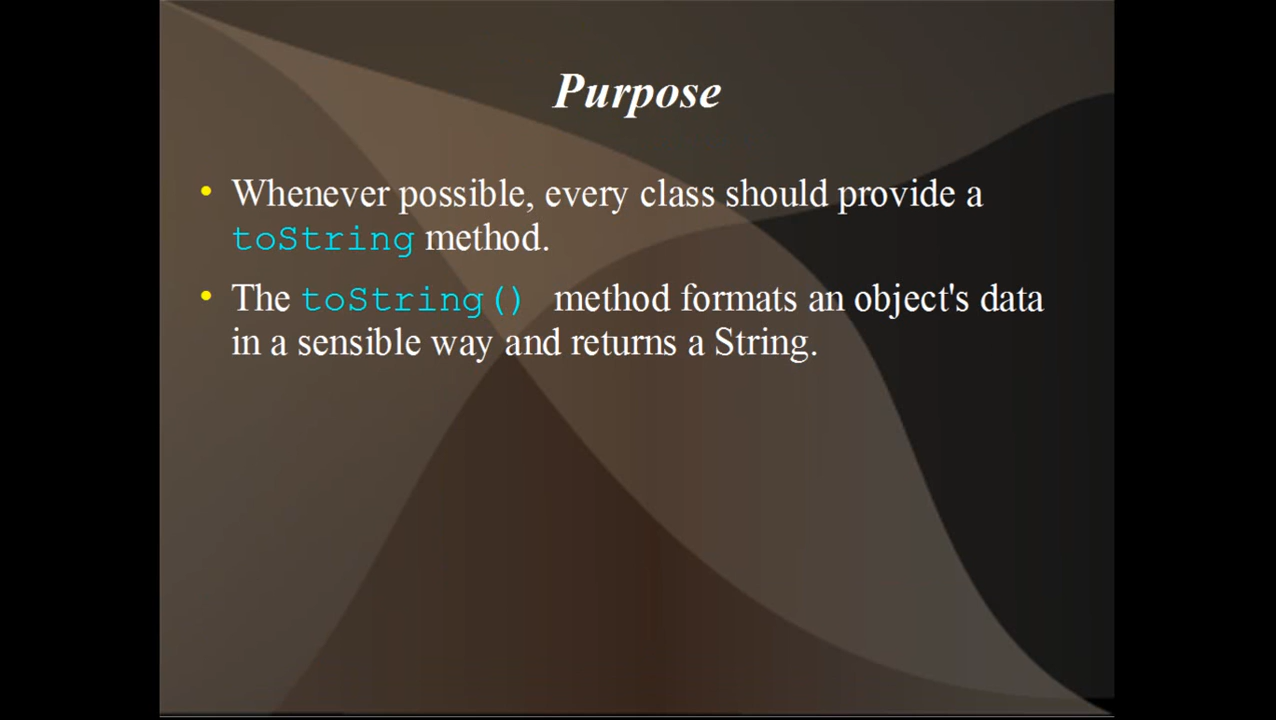 Purpose
• Whenever possible, every class should provide a
toString method.
• The toString() method formats an object's data
in a sensible way and returns a String.